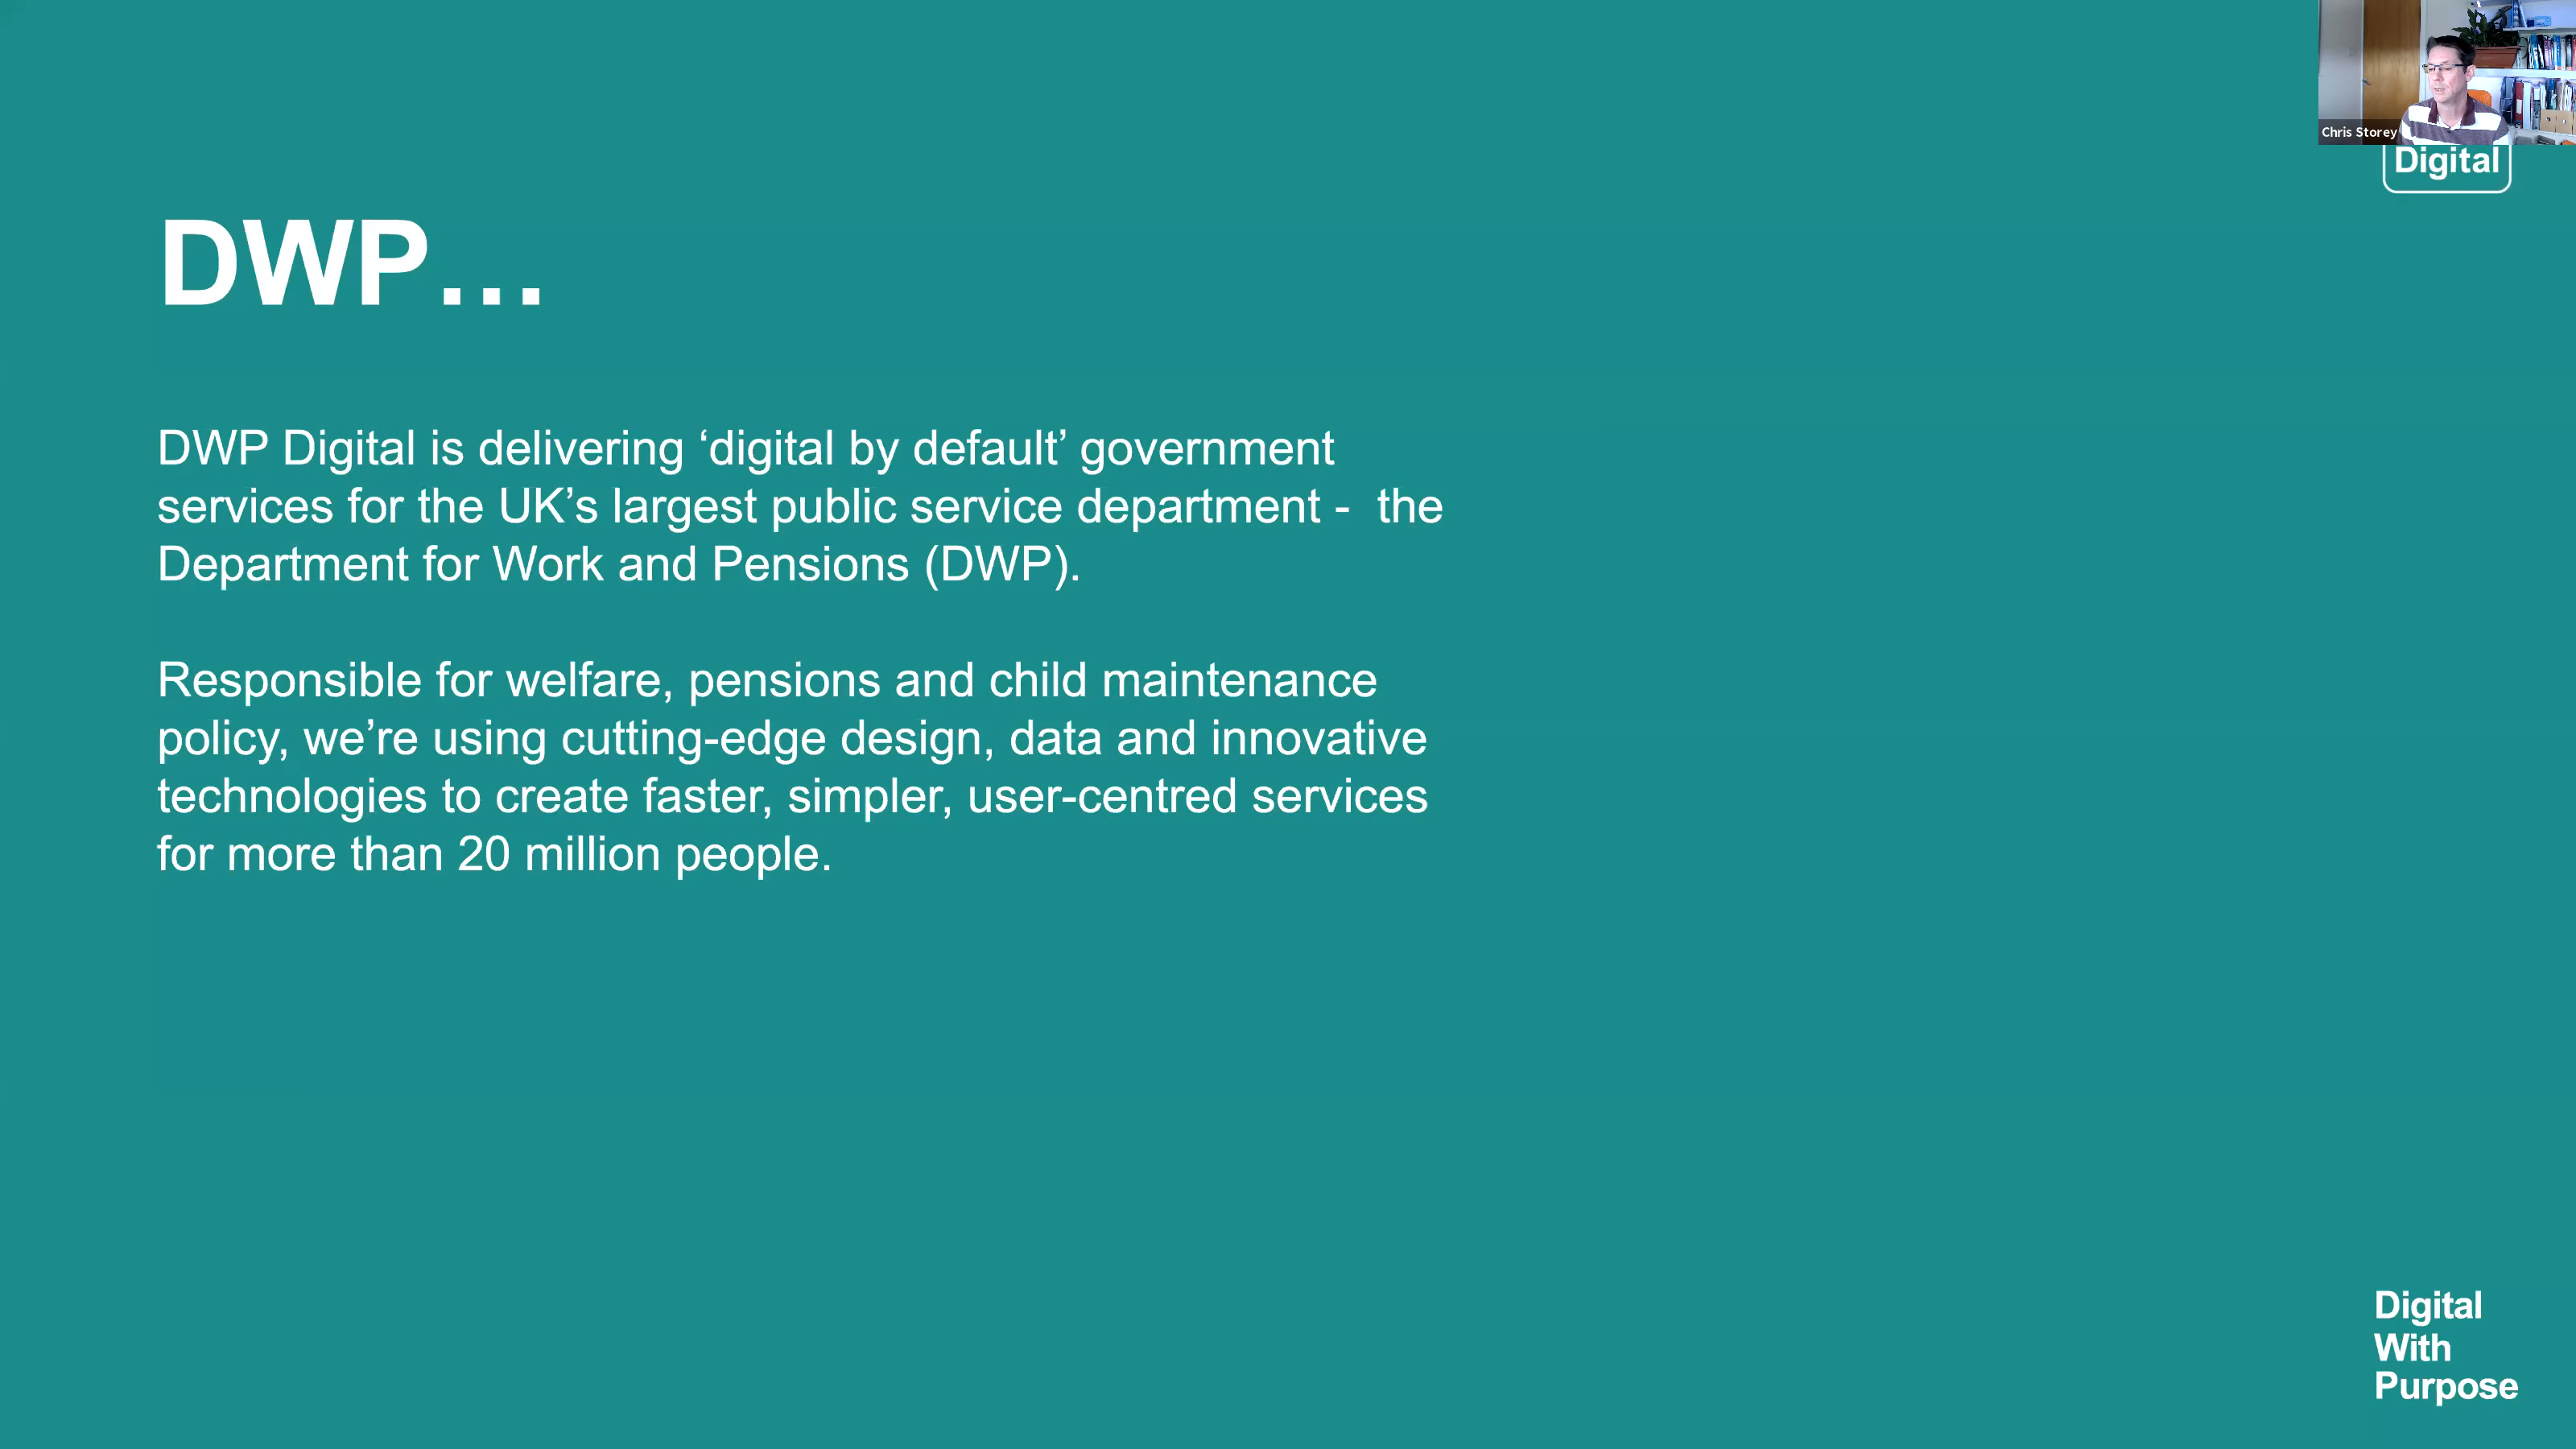 Chris Storey
Digital
DWP...
DWP Digital is delivering ‘digital by default’ government
services for the UK’s largest public service department -  the
Department for Work and Pensions (DWP).
Responsible for welfare, pensions and child maintenance
policy, we’re using cutting-edge design, data and innovative
technologies to create faster, simpler, user-centred services
for more than 20 million people.
Digital
With
Purpose